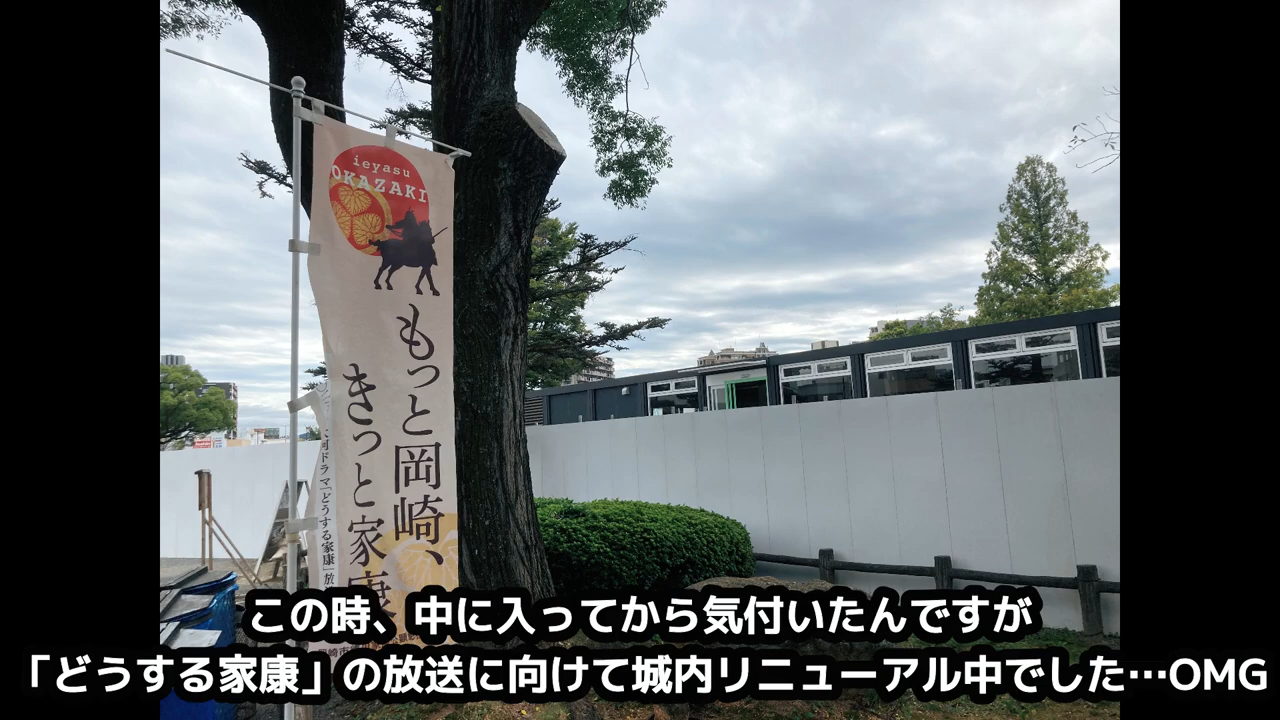 ieyasu
OKAZAKI
もっと岡崎、
きっと家康
河ドラマ「どうする家康」放
この時、中に入ってから気付いたんですが
「どうする家康」の放送に向けて城内リニューアル中でした…OMG